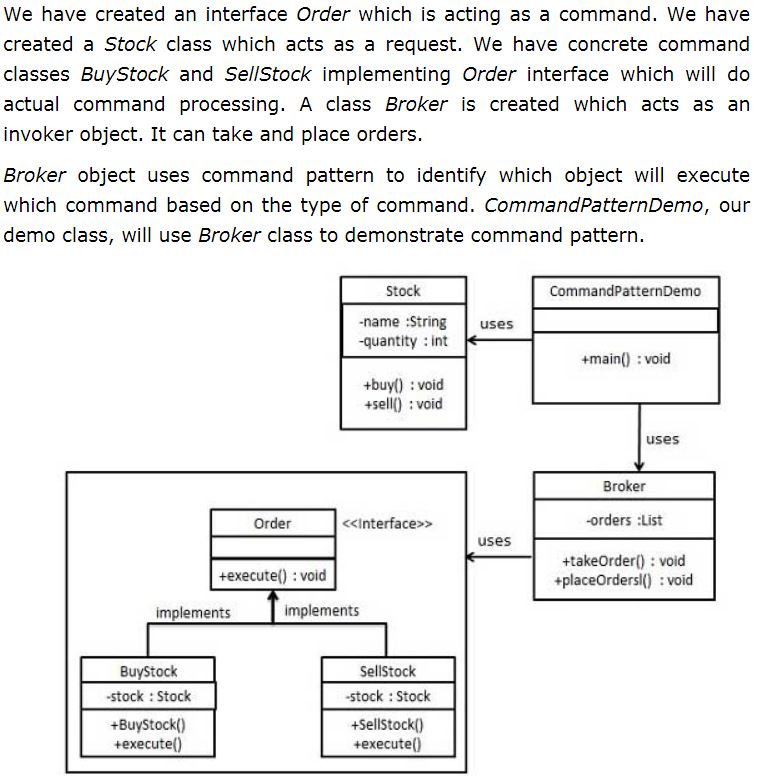 We have created an interface Order which is acting as a command. We have
created a Stock class which acts as a request. We have concrete command
classes BuyStock and SellStock implementing Order interface which will do
actual command processing. A class Broker is created which acts as an
invoker object. It can take and place orders.
Broker object uses command pattern to identify which object will execute
which command based on the type of command. CommandPatternDemo, our
demo class, will use Broker class to demonstrate command pattern.
Stock
-name :String
-quantity : int
+buy() : void
+sell() : void
uses
CommandPatternDemo
+main() : void
uses
Broker
-orders :List
+takeOrder() : void
+placeOrdersl() : void
uses
Order
<<Interface>>
+execute() : void
implements
implements
BuyStock
-stock : Stock
+BuyStock()
+execute()
SellStock
-stock : Stock
+SellStock()
+execute()